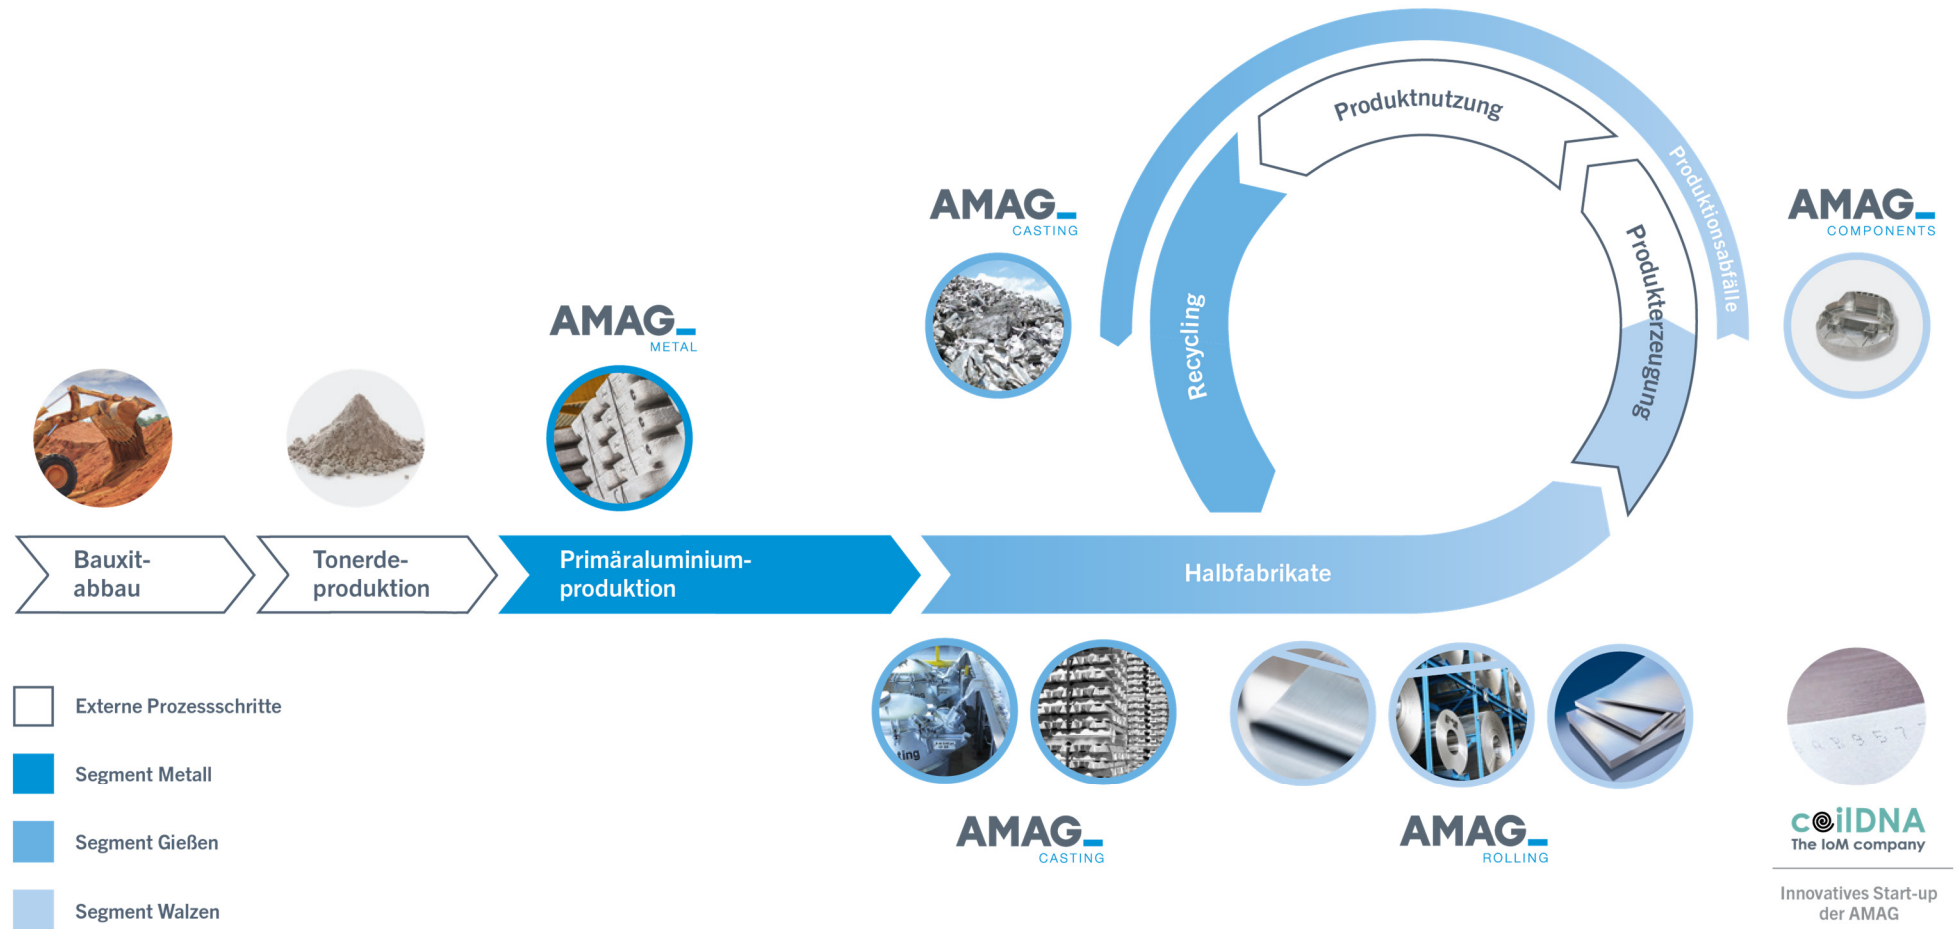 Produktnutzung
Produktionsabfälle
Produkterzeugung
Recycling
AMAG
CASTING
AMAG
COMPONENTS
AMAG
METAL
Bauxit-
abbau
Tonerde-
produktion
Primäraluminium-
produktion
Halbfabrikate
Externe Prozessschritte
Segment Metall
Segment Gießen
Segment Walzen
ting
AMAG
CASTING
AMAG
ROLLING
coilDNA
The IoM company
Innovatives Start-up
der AMAG